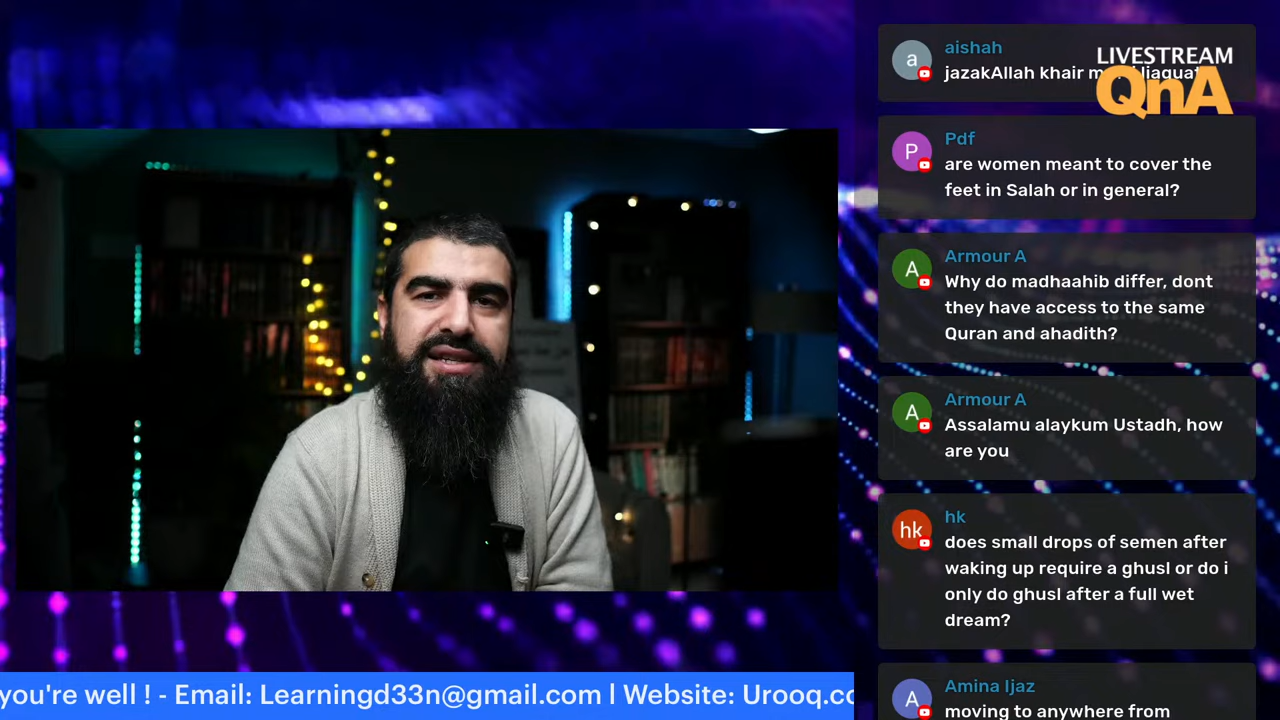 aishah
jazakAllah khair
LIVESTREAM
QnA
Pdf
are women meant to cover the
feet in Salah or in general?
Armour A
Why do madhaahib differ, dont
they have access to the same
Quran and ahadith?
Armour A
Assalamu alaykum Ustadh, how
are you
hk
does small drops of semen after
waking up require a ghusl or do i
only do ghusl after a full wet
dream?
Amina Ijaz
moving to anywhere from
you're well ! - Email: Learningd33n@gmail.com | Website: Urooq.co